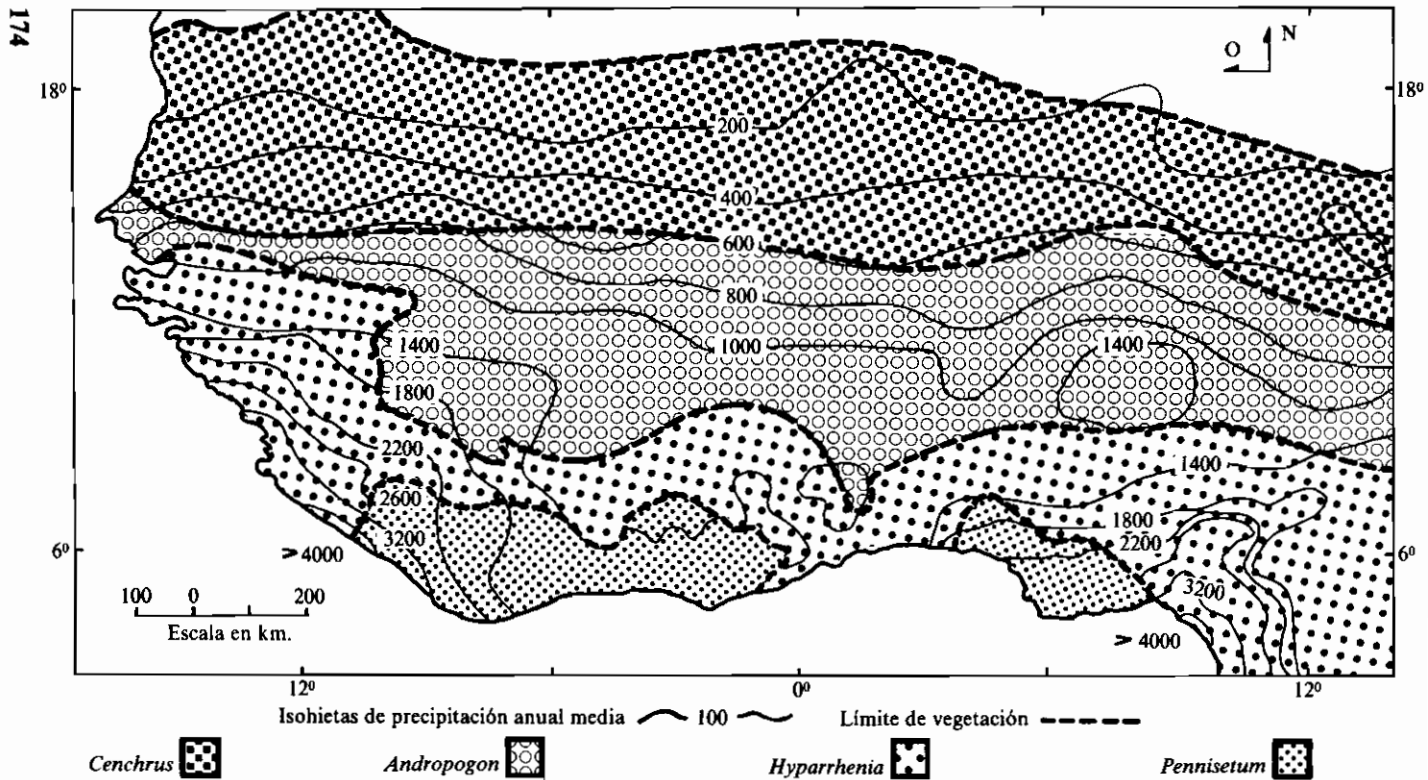 174
O N
18º 18º
200
400
600
800
1000
1400 1400
1800
2200 1400
2600 1800
3200 2200
6º > 4000 3200 6º
100 0 200
Escala en km.
> 4000
12º 0º 12º
Isohietas de precipitación anual media 100 Límite de vegetación
Cenchrus Andropogon Hyparrhenia Pennisetum